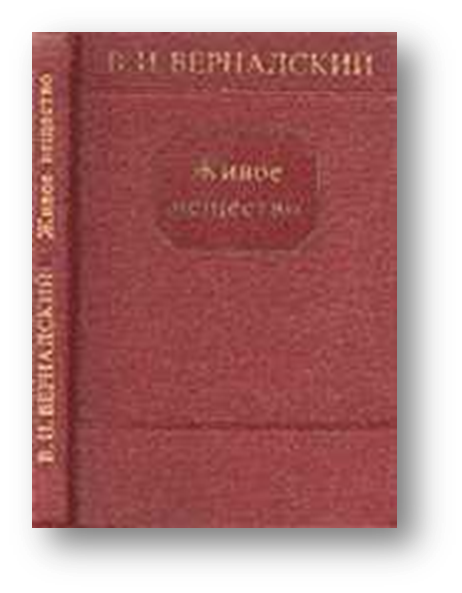 В. И. ВЕРНАДСКИЙ
Живое
вещество
В. И. ВЕРНАДСКИЙ Живое вещество